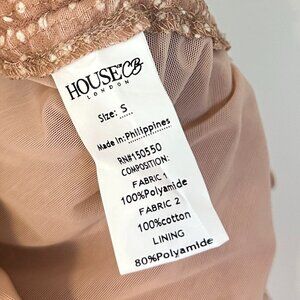 HOUSE OF CB
LONDON
Size: S
Made In:Philippines
RN#150550
COMPOSITION:
FABRIC 1
100%Polyamide
FABRIC 2
100%cotton
LINING
80%Polyamide